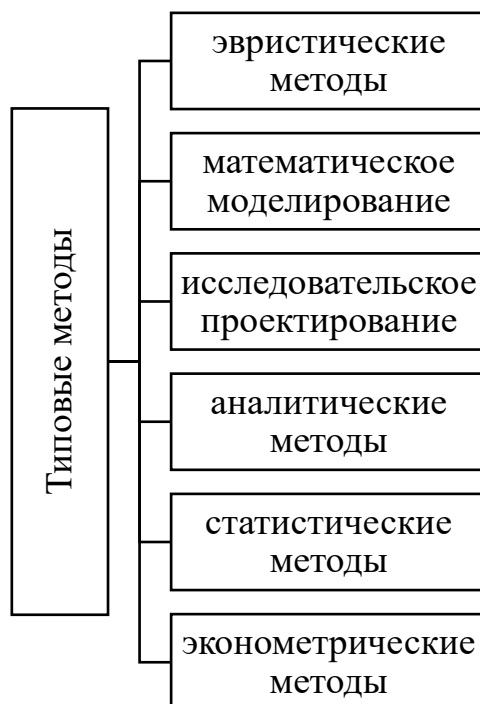 Типовые методы
эвристические
методы
математическое
моделирование
исследовательское
проектирование
аналитические
методы
статистические
методы
эконометрические
методы